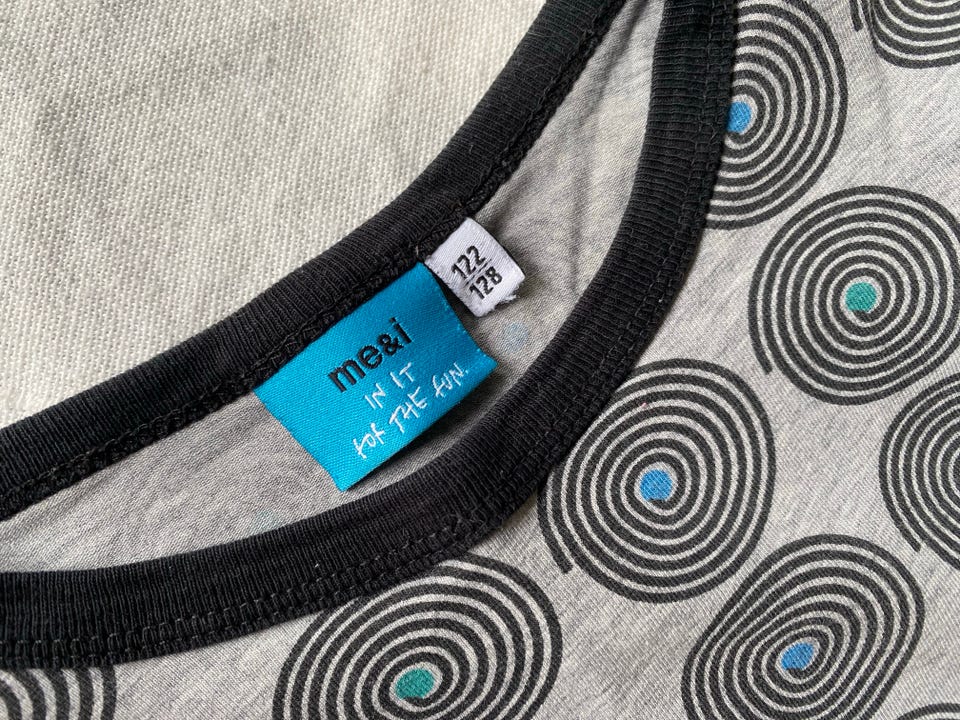 122
128
me&i
IN IT
FOR THE FUN.